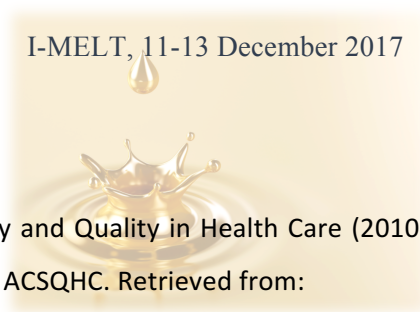 I-MELT, 11-13 December 2017
y and Quality in Health Care (2010
ACSQHC. Retrieved from: